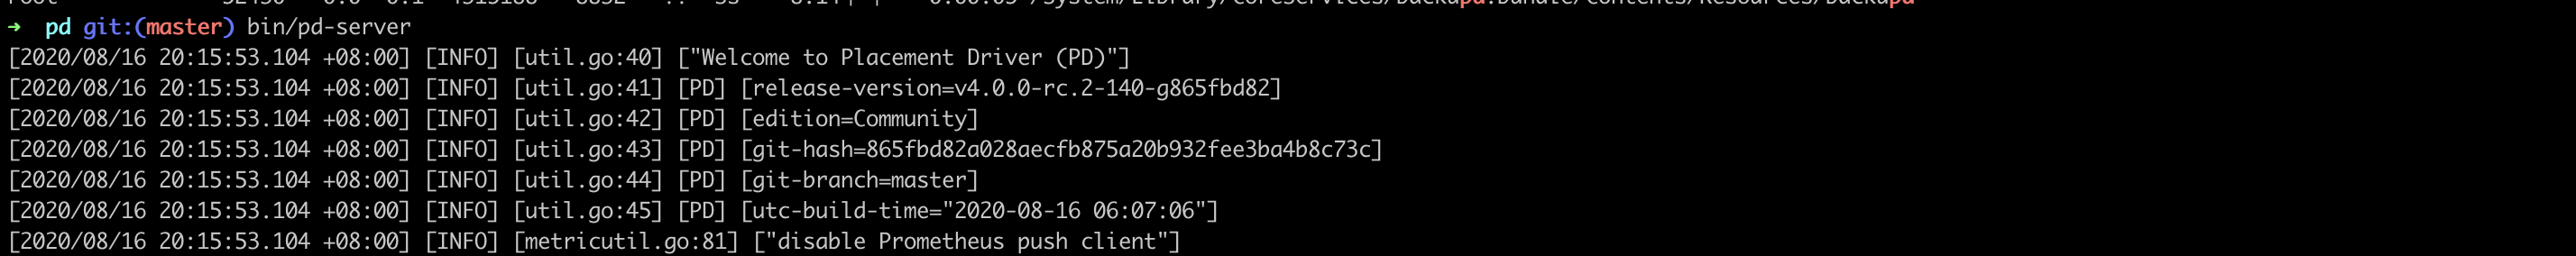 ➜  pd git:(master) bin/pd-server
[2020/08/16 20:15:53.104 +08:00] [INFO] [util.go:40] ["Welcome to Placement Driver (PD)"]
[2020/08/16 20:15:53.104 +08:00] [INFO] [util.go:41] [PD] [release-version=v4.0.0-rc.2-140-g865fbd82]
[2020/08/16 20:15:53.104 +08:00] [INFO] [util.go:42] [PD] [edition=Community]
[2020/08/16 20:15:53.104 +08:00] [INFO] [util.go:43] [PD] [git-hash=865fbd82a028aecfb875a20b932fee3ba4b8c73c]
[2020/08/16 20:15:53.104 +08:00] [INFO] [util.go:44] [PD] [git-branch=master]
[2020/08/16 20:15:53.104 +08:00] [INFO] [util.go:45] [PD] [utc-build-time="2020-08-16 06:07:06"]
[2020/08/16 20:15:53.104 +08:00] [INFO] [metricutil.go:81] ["disable Prometheus push client"]